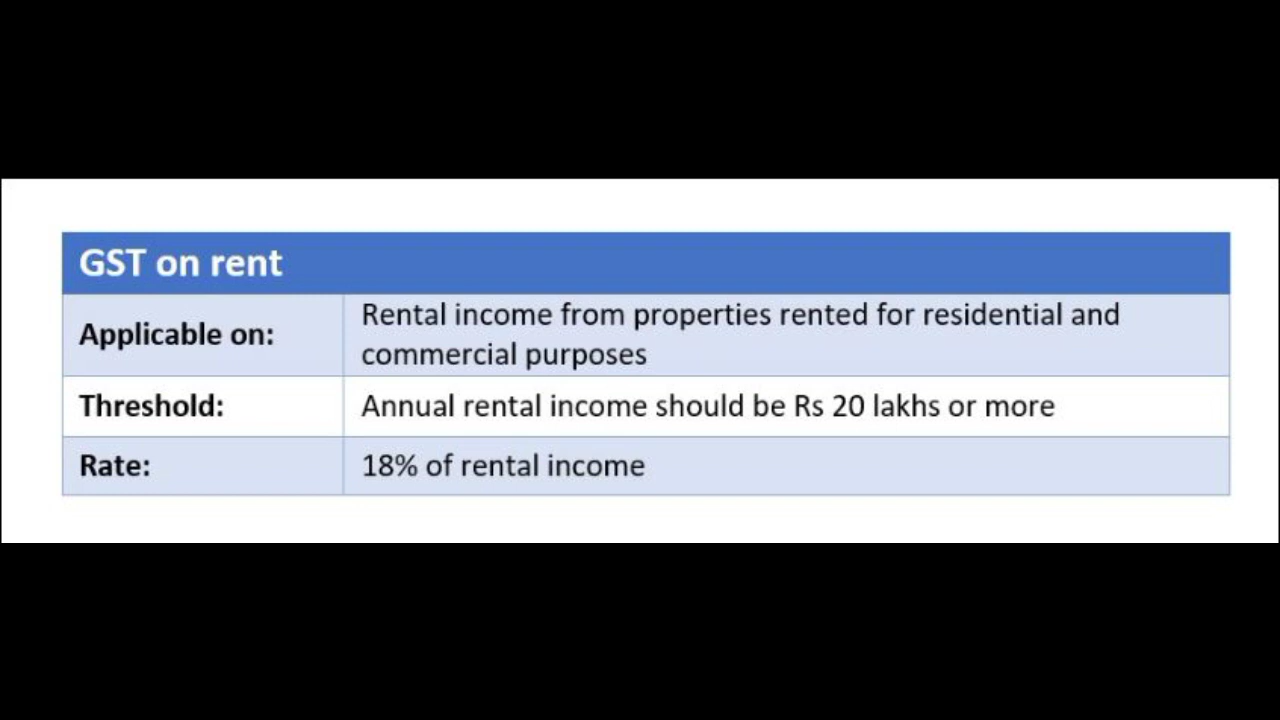 GST on rent
Applicable on:
Rental income from properties rented for residential and
commercial purposes
Threshold:
Annual rental income should be Rs 20 lakhs or more
Rate:
18% of rental income